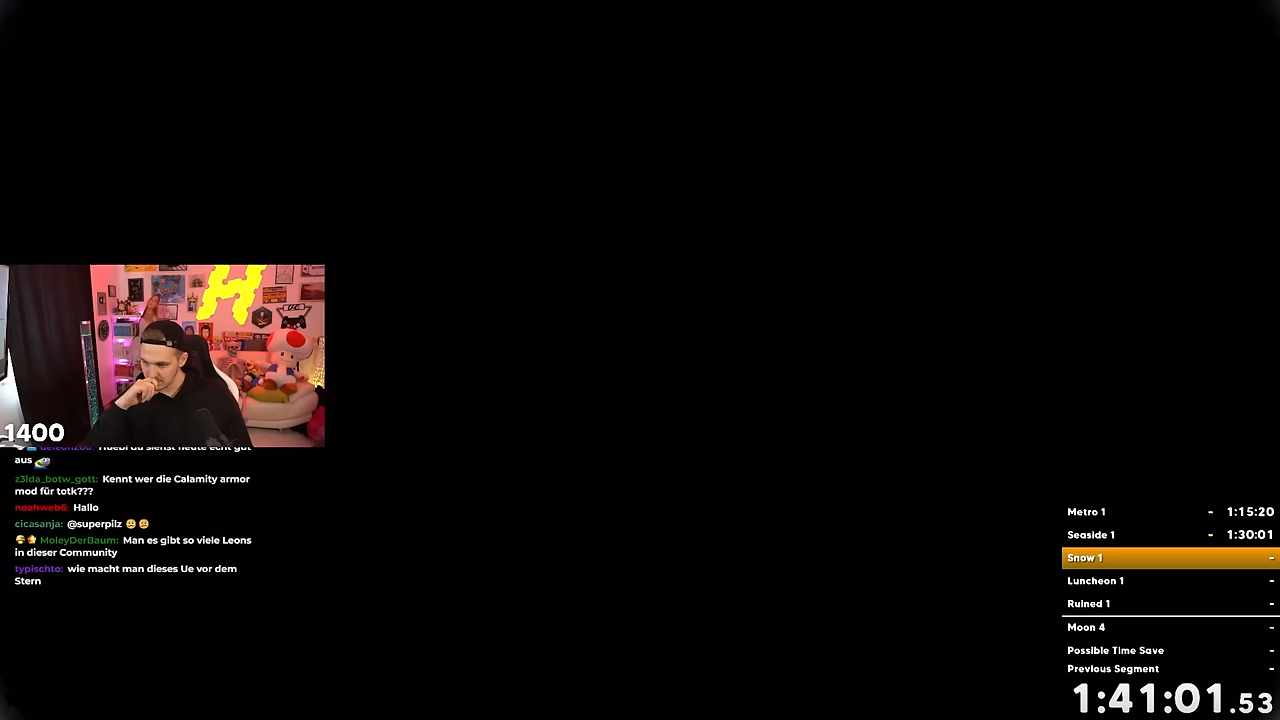 1400
aus
z3lda_botw_gott: Kennt wer die Calamity armor
mod für totk???
noahweb6: Hallo
cicasanja: @superpilz
MoleyDerBaum: Man es gibt so viele Leons
in dieser Community
typischto: wie macht man dieses Ue vor dem
Stern
Metro 1 - 1:15:20
Seaside 1 - 1:30:01
Snow 1 -
Luncheon 1 -
Ruined 1 -
Moon 4 -
Possible Time Save -
Previous Segment -
1:41:01.53